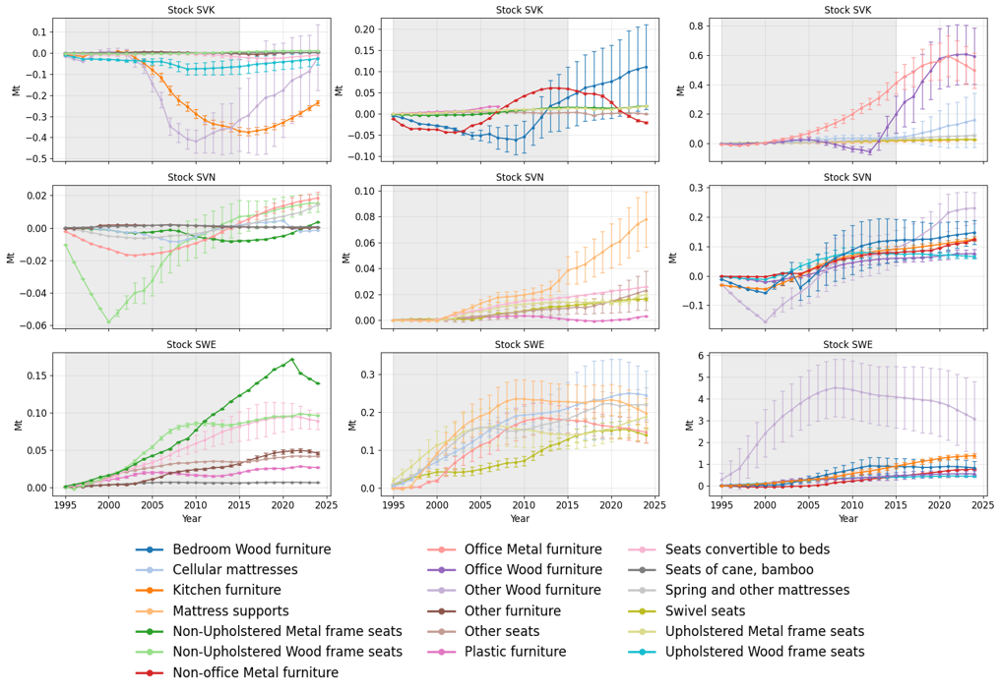 Stock SVK
Stock SVK
Stock SVK
Mt
0.1
0.0
−0.1
−0.2
−0.3
−0.4
−0.5
Mt
0.20
0.15
0.10
0.05
0.00
−0.05
−0.10
Mt
0.8
0.6
0.4
0.2
0.0
Stock SVN
Stock SVN
Stock SVN
Mt
0.02
0.00
−0.02
−0.04
−0.06
Mt
0.10
0.08
0.06
0.04
0.02
0.00
Mt
0.3
0.2
0.1
0.0
−0.1
Stock SWE
Stock SWE
Stock SWE
Mt
0.15
0.10
0.05
0.00
Mt
0.3
0.2
0.1
0.0
Mt
6
5
4
3
2
1
0
1995 2000 2005 2010 2015 2020 2025
1995 2000 2005 2010 2015 2020 2025
1995 2000 2005 2010 2015 2020 2025
Year
Year
Year
Bedroom Wood furniture
Cellular mattresses
Kitchen furniture
Mattress supports
Non-Upholstered Metal frame seats
Non-Upholstered Wood frame seats
Non-office Metal furniture
Office Metal furniture
Office Wood furniture
Other Wood furniture
Other furniture
Other seats
Plastic furniture
Seats convertible to beds
Seats of cane, bamboo
Spring and other mattresses
Swivel seats
Upholstered Metal frame seats
Upholstered Wood frame seats